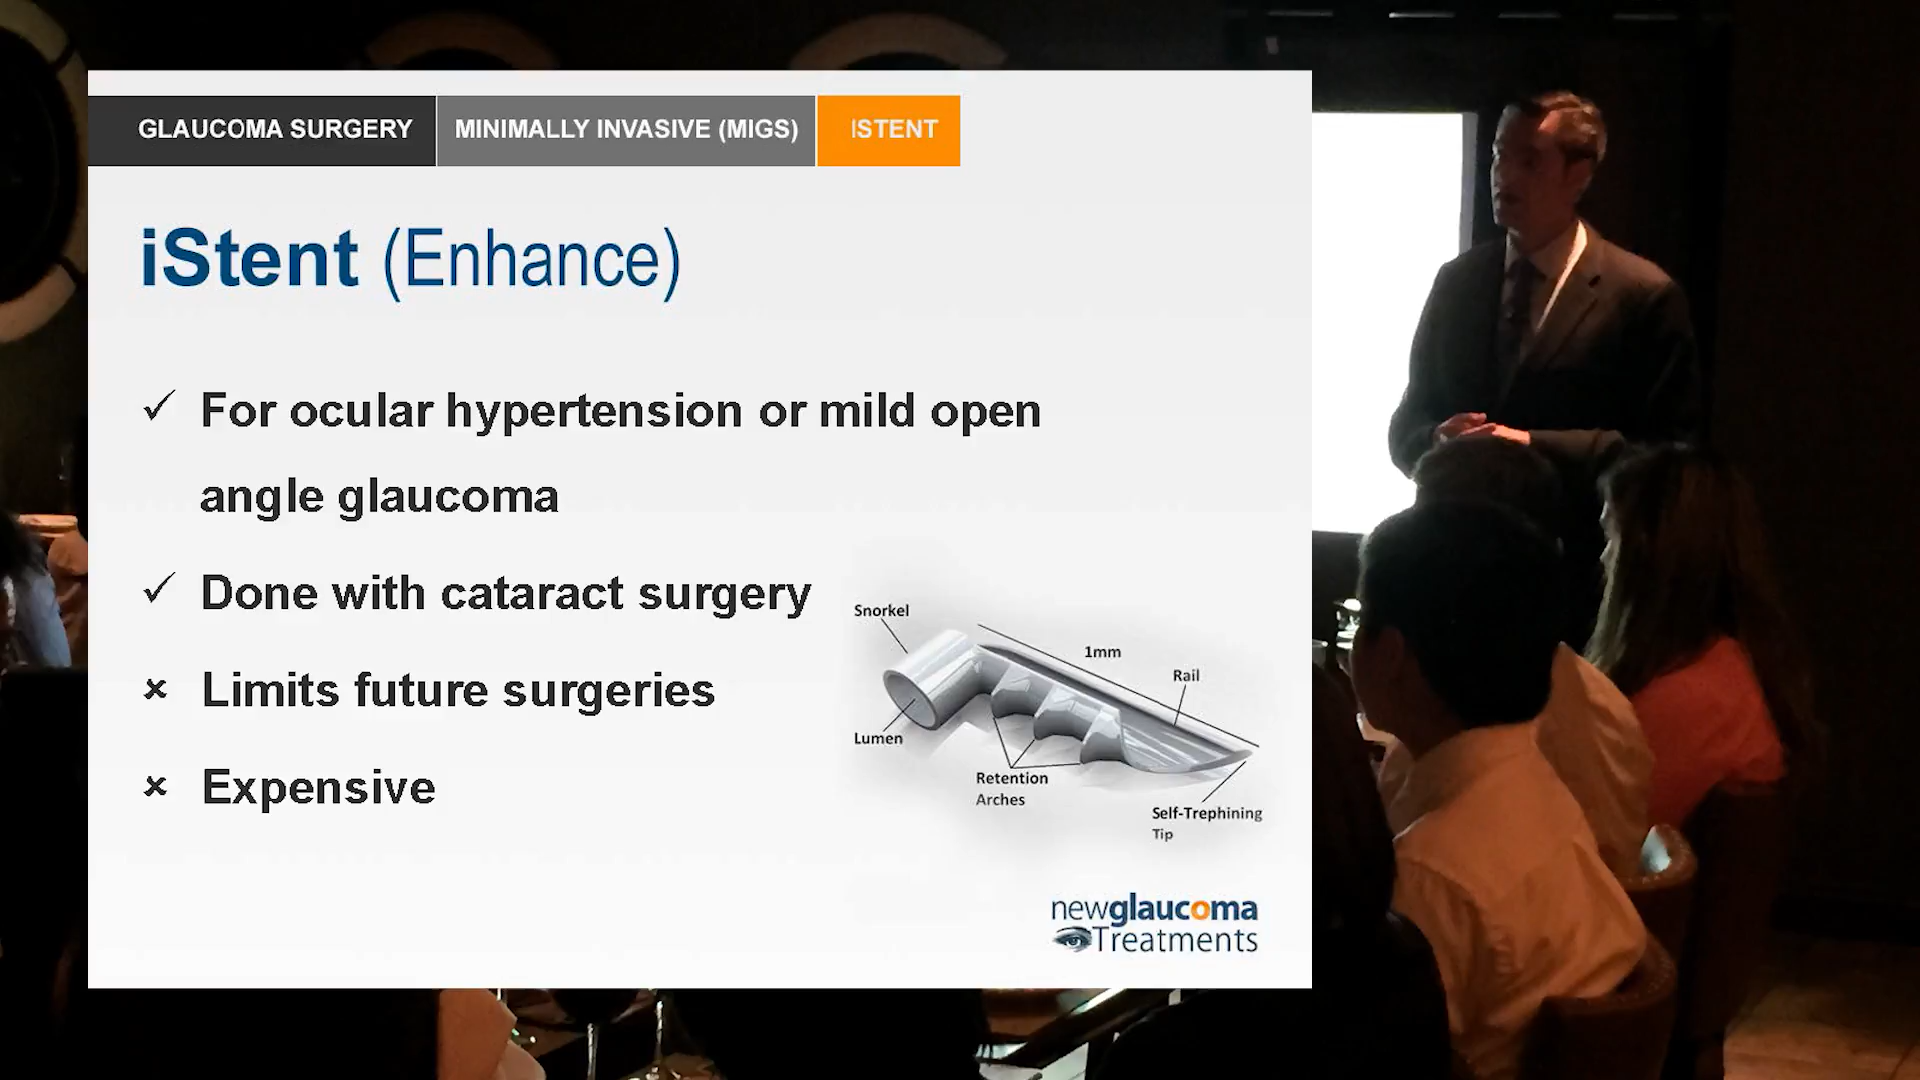 GLAUCOMA SURGERY
MINIMALLY INVASIVE (MIGS)
ISTENT
iStent (Enhance)
✓ For ocular hypertension or mild open
angle glaucoma
✓ Done with cataract surgery
× Limits future surgeries
× Expensive
Snorkel
1mm
Rail
Lumen
Retention
Arches
Self-Trephining
Tip
newglaucoma
Treatments